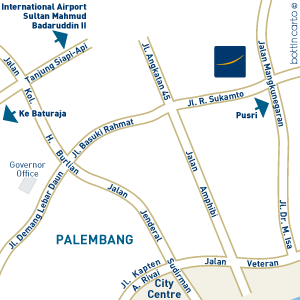 International Airport
Sultan Mahmud
Badaruddin II
Tanjung Siapi-Api
Jalan
Kol.
H.
Burlian
Ke Baturaja
Jl. Angkatan 45
Jalan Mangkunegaran
bottin carto ©
Jl. R. Sukamto
Pusri
Jl. Basuki Rahmat
Governor
Office
Jl. Demang Lebar Daun
Jalan
Jenderal
Sudirman
Jalan
Amphibi
Jl. Dr. M. Isa
PALEMBANG
Jl. Kapten
A. Rivai
Jalan
Veteran
City
Centre